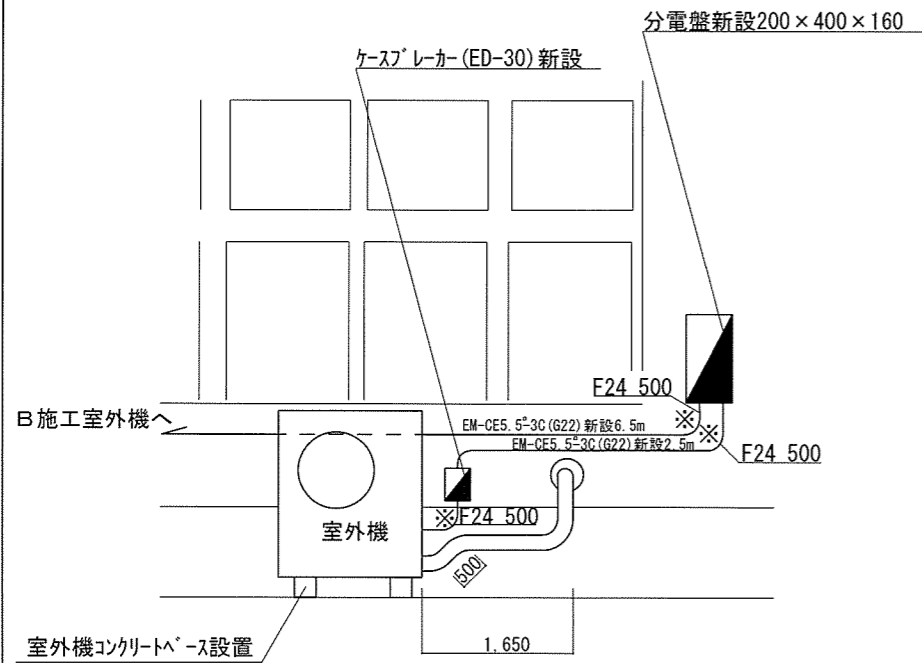 分電盤新設200×400×160
ケースブレーカー(ED-30)新設
F24 500
B施工室外機へ
EM-CE5.5□-3C(G22)新設6.5m
EM-CE5.5□-3C(G22)新設2.5m
※
※
F24 500
※F24 500
室外機
500
1,650
室外機コンクリートベース設置